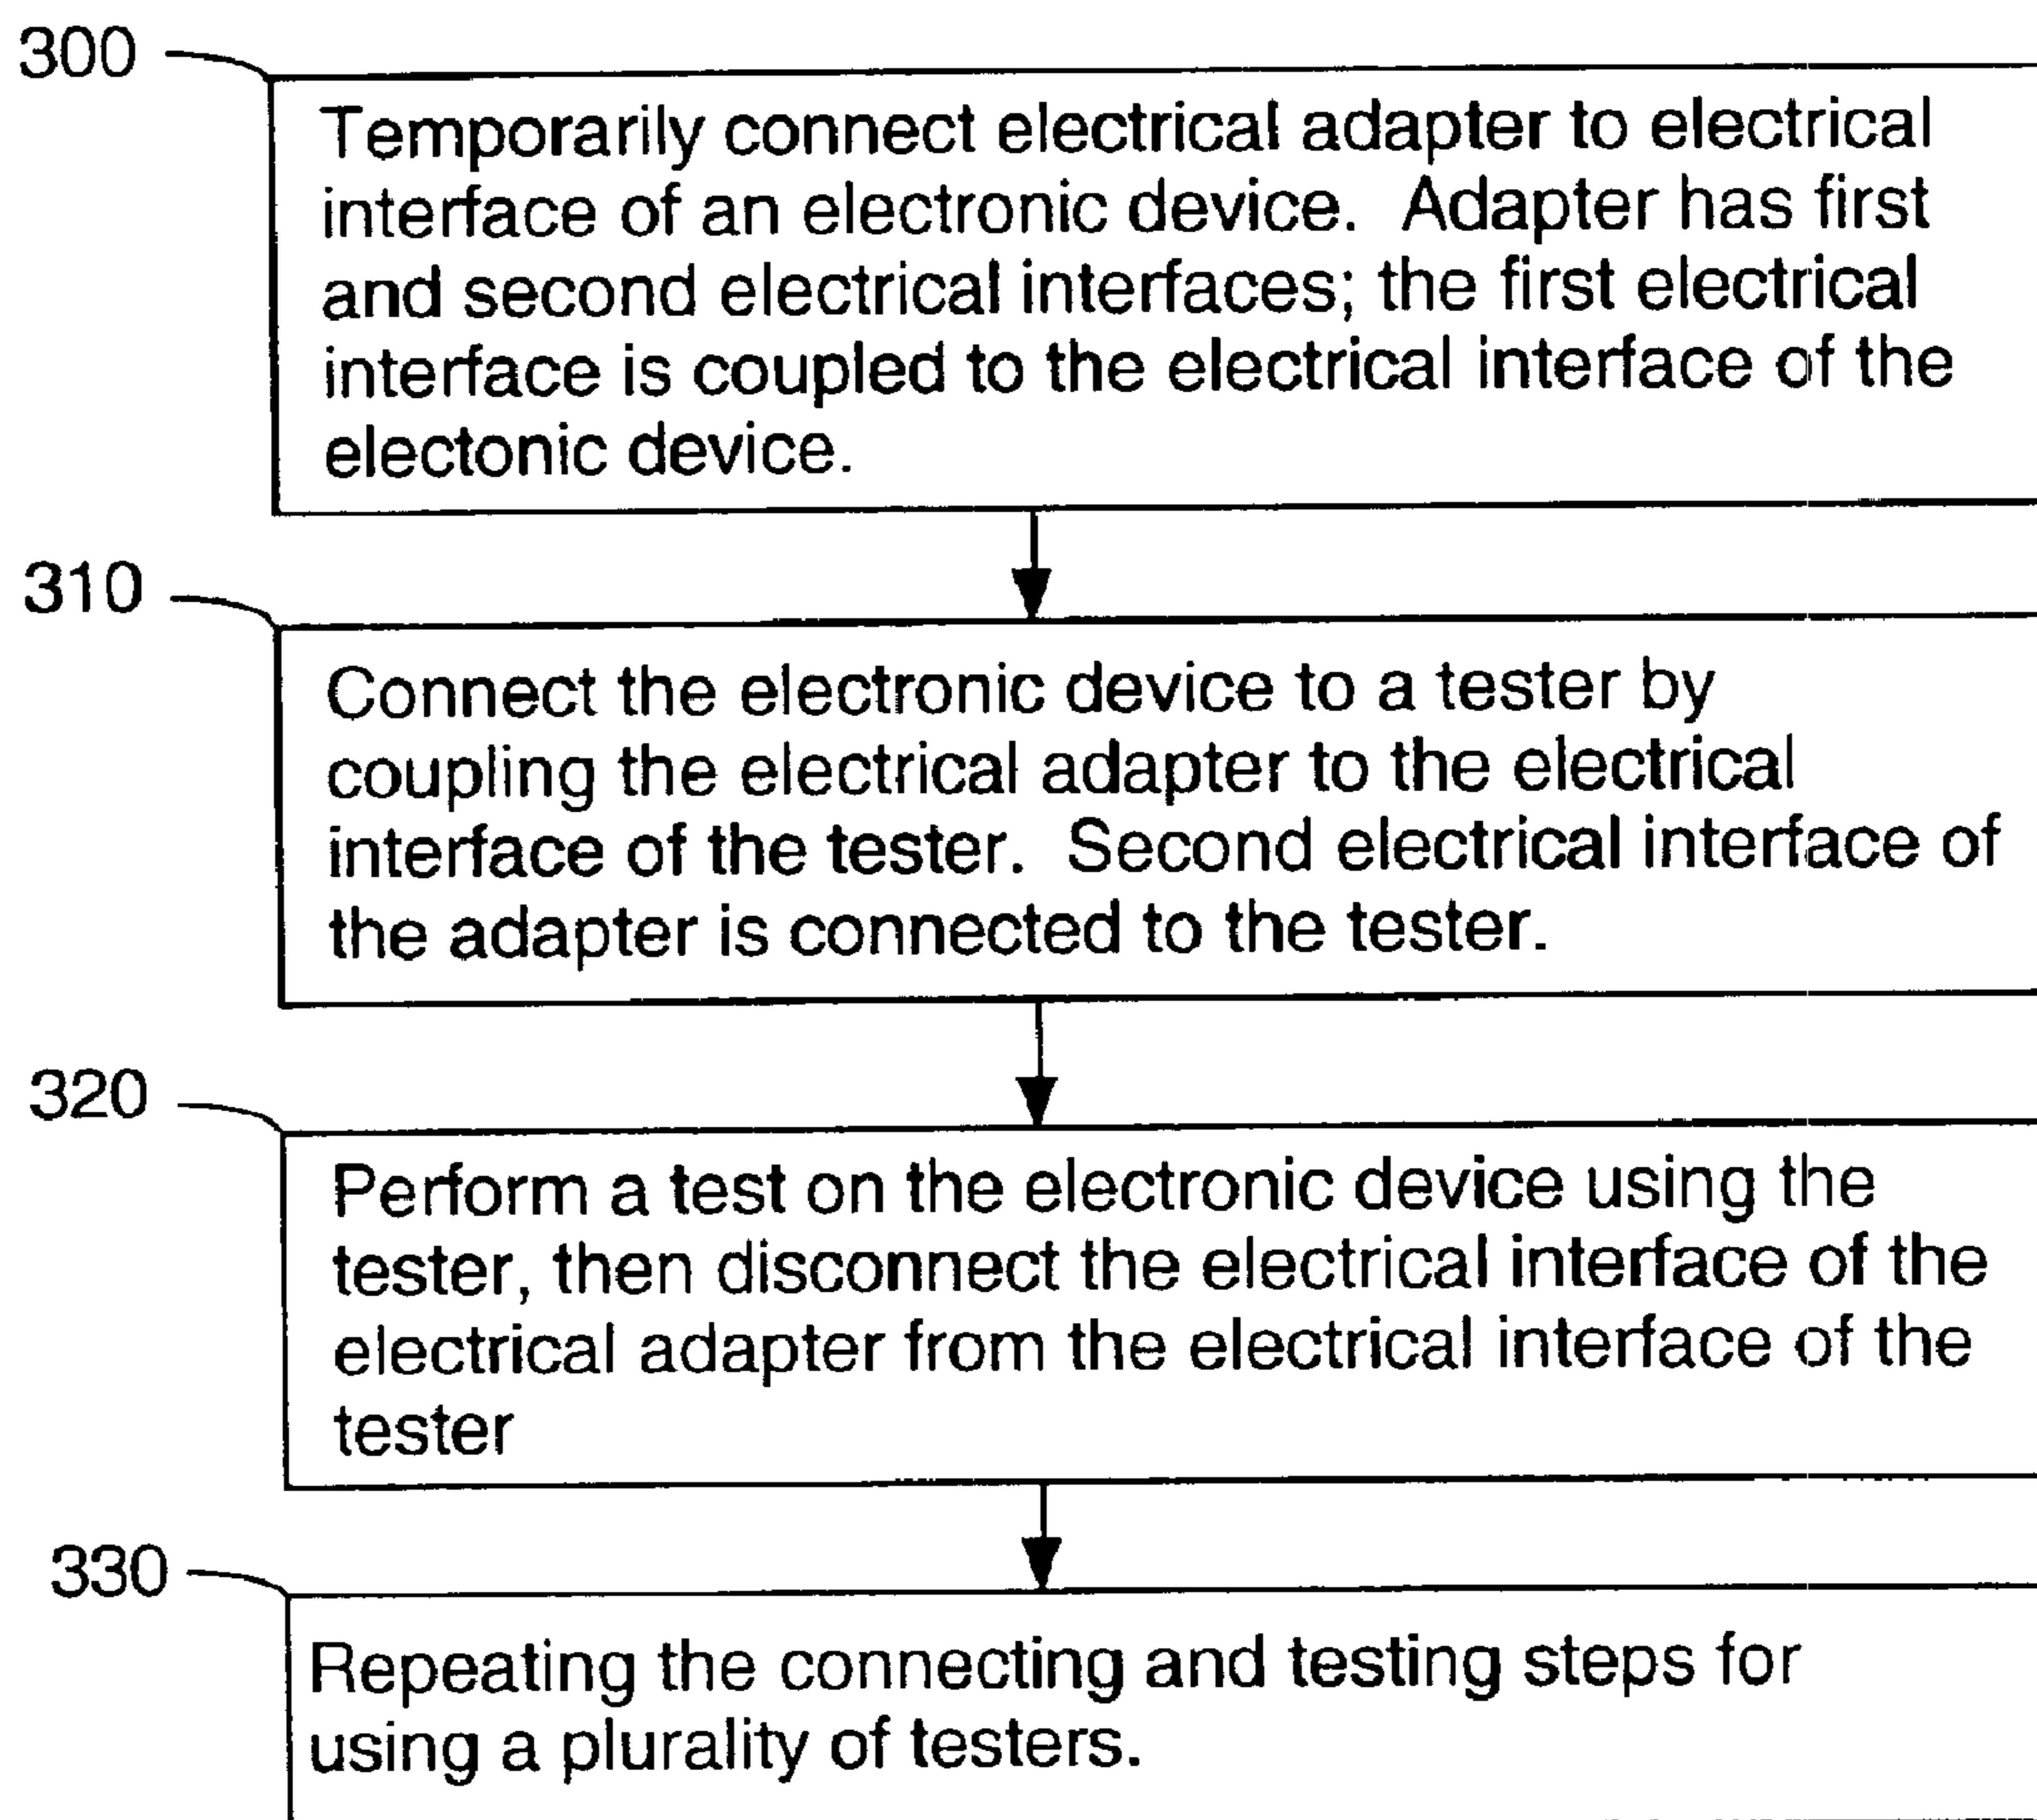 300
Temporarily connect electrical adapter to electrical
interface of an electronic device. Adapter has first
and second electrical interfaces; the first electrical
interface is coupled to the electrical interface of the
electonic device.
310
Connect the electronic device to a tester by
coupling the electrical adapter to the electrical
interface of the tester. Second electrical interface of
the adapter is connected to the tester.
320
Perform a test on the electronic device using the
tester, then disconnect the electrical interface of the
electrical adapter from the electrical interface of the
tester
330
Repeating the connecting and testing steps for
using a plurality of testers.